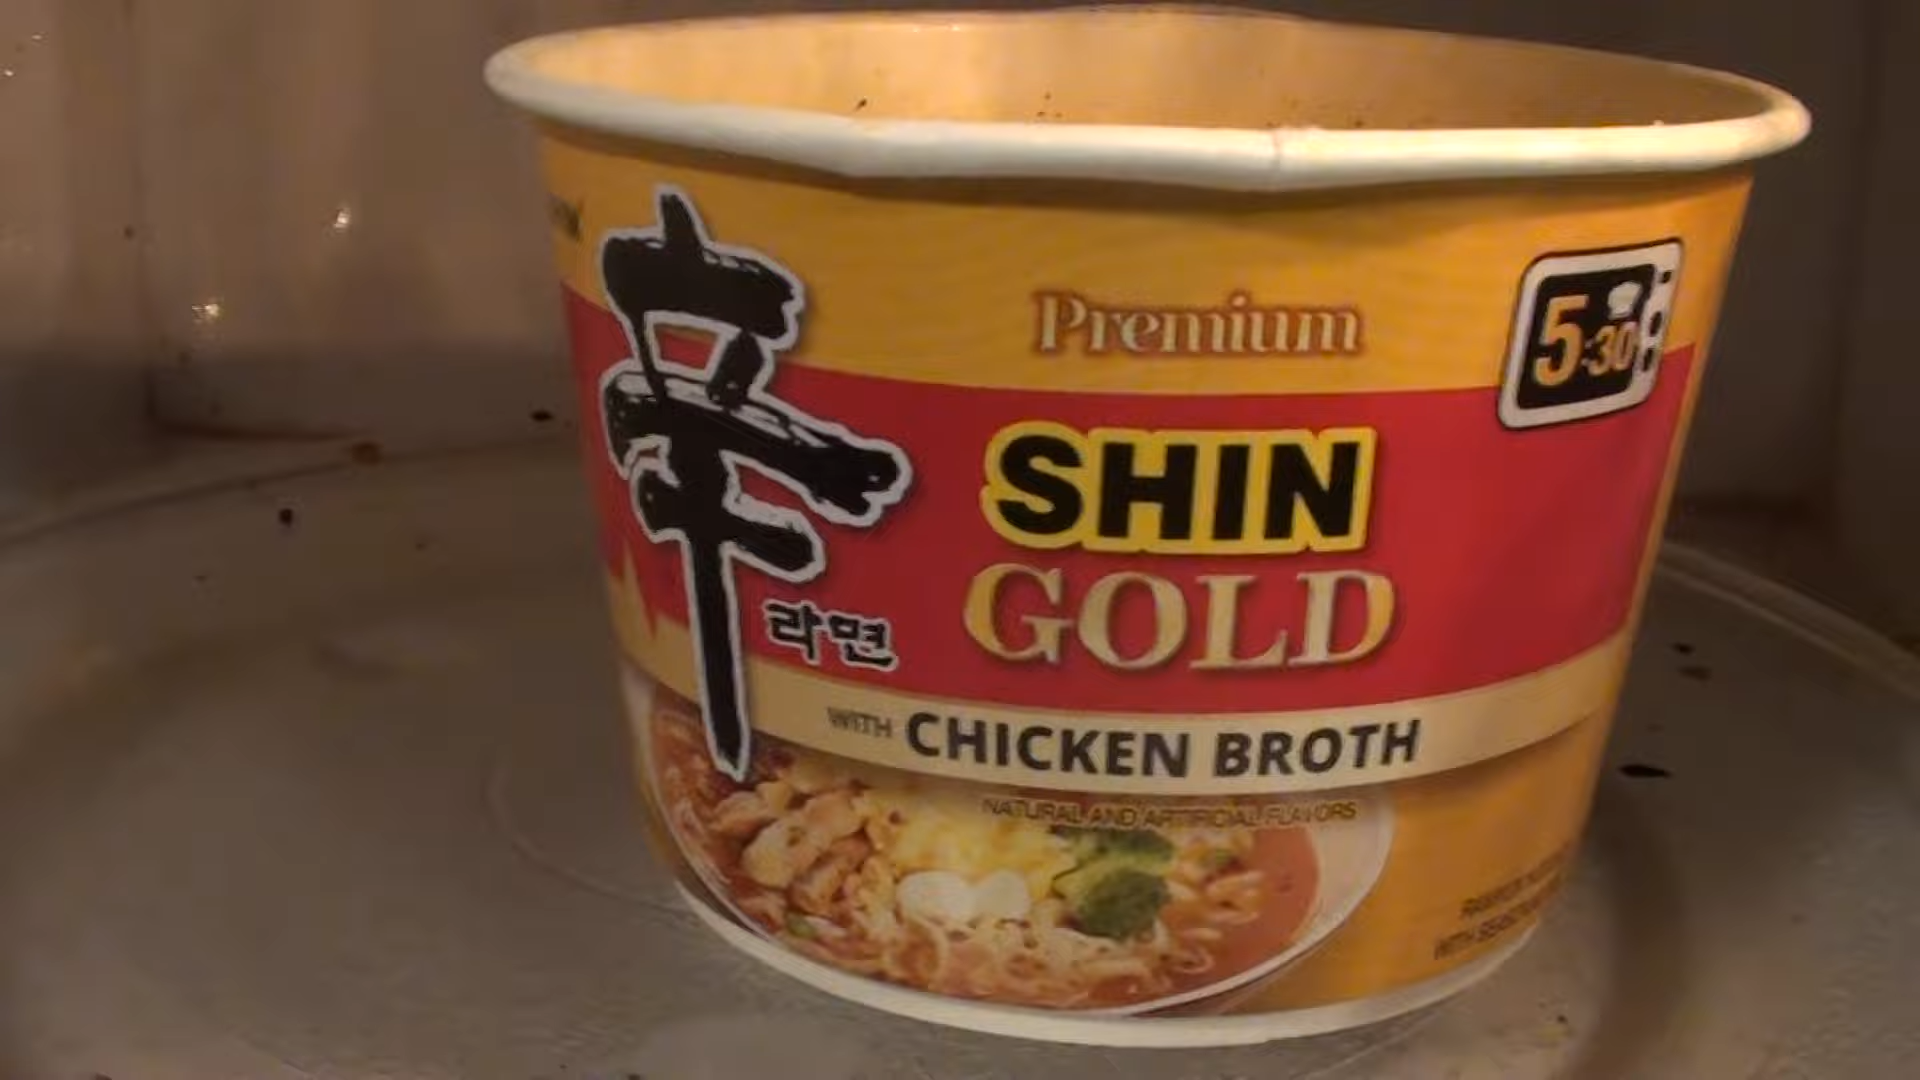 辛
라면
Premium
5:30
SHIN
GOLD
WITH CHICKEN BROTH
NATURAL AND ARTIFICIAL FLAVORS